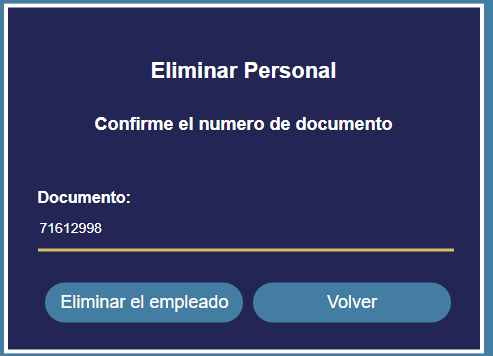 Eliminar Personal
Confirme el numero de documento
Documento:
71612998
Eliminar el empleado
Volver